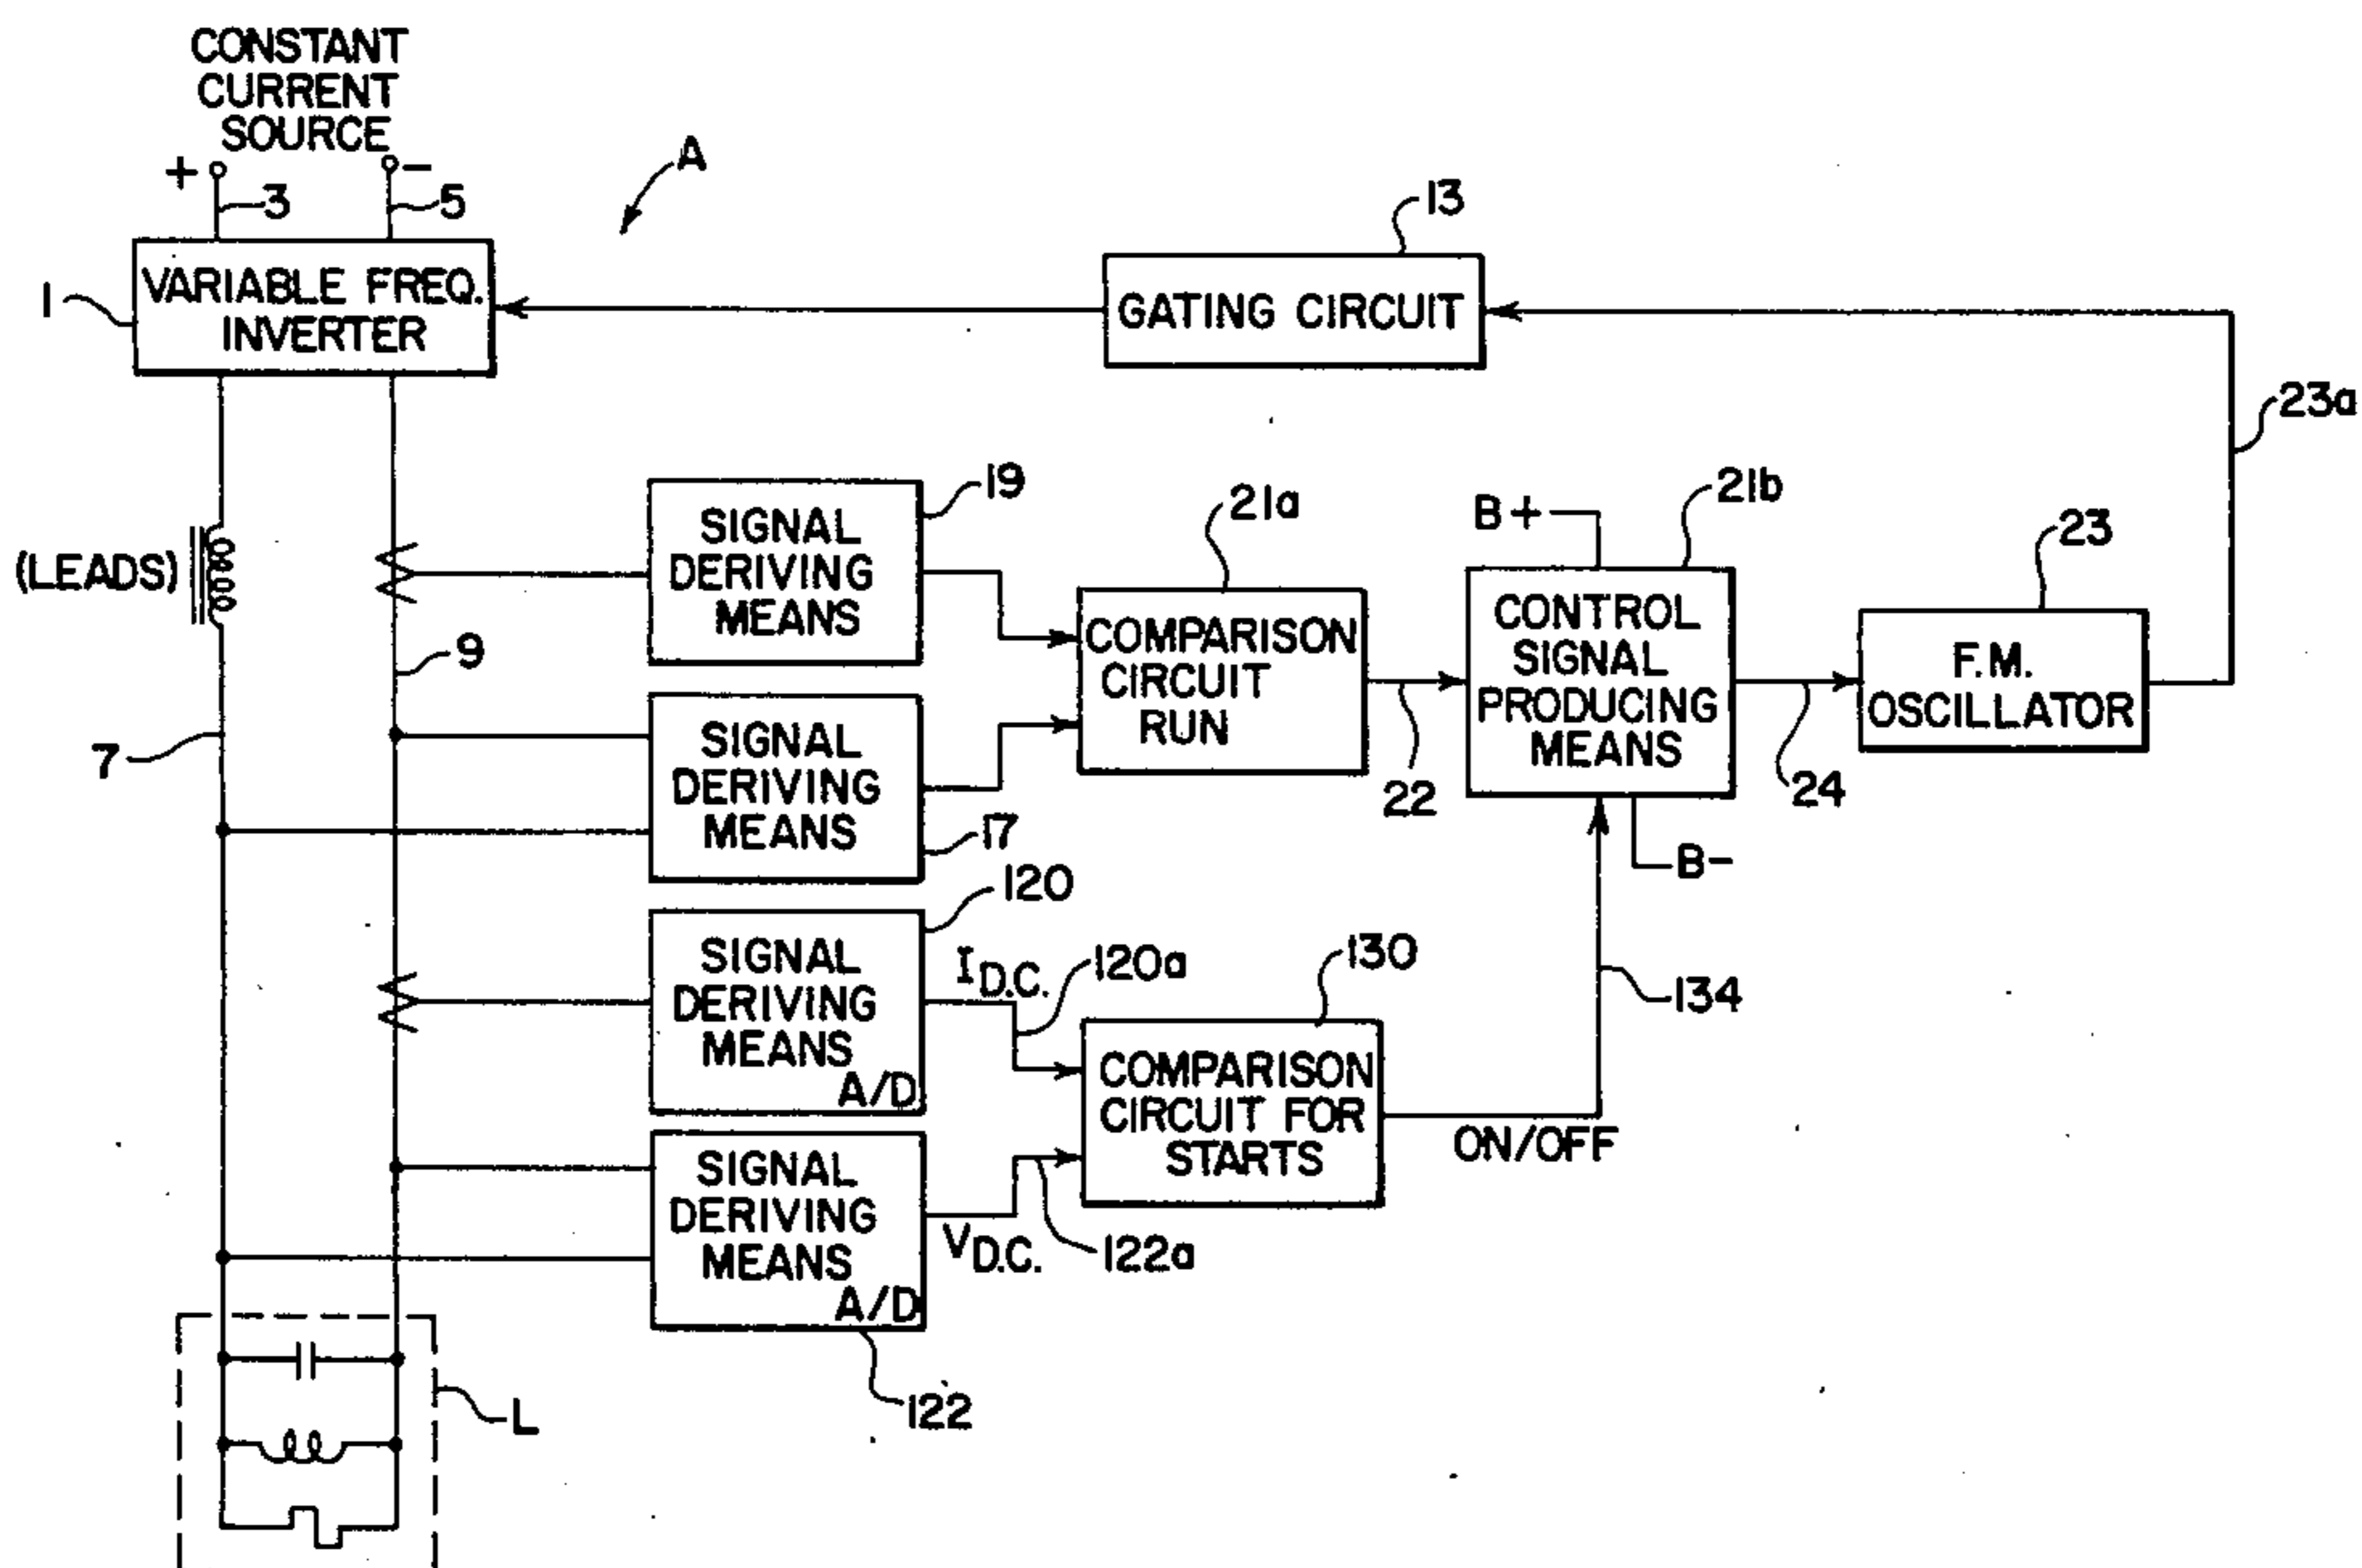 CONSTANT
CURRENT
SOURCE
+ -
3 5
A
VARIABLE FREQ.
INVERTER
1
GATING CIRCUIT
13
23a
(LEADS)
9
7
SIGNAL
DERIVING
MEANS
19
SIGNAL
DERIVING
MEANS
17
COMPARISON
CIRCUIT
RUN
21a
22
B+
CONTROL
SIGNAL
PRODUCING
MEANS
21b
B-
24
F.M.
OSCILLATOR
23
SIGNAL
DERIVING
MEANS
A/D
120
I D.C.
120a
SIGNAL
DERIVING
MEANS
A/D
122
V D.C.
122a
COMPARISON
CIRCUIT FOR
STARTS
130
ON/OFF
134
L